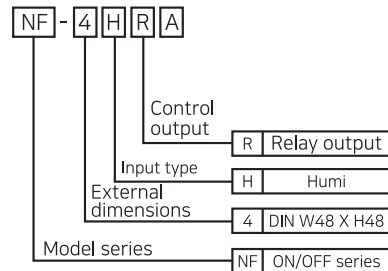 NF - 4 H R A
Control
output
R Relay output
Input type
H Humi
External
dimensions
4 DIN W48 X H48
Model series
NF ON/OFF series